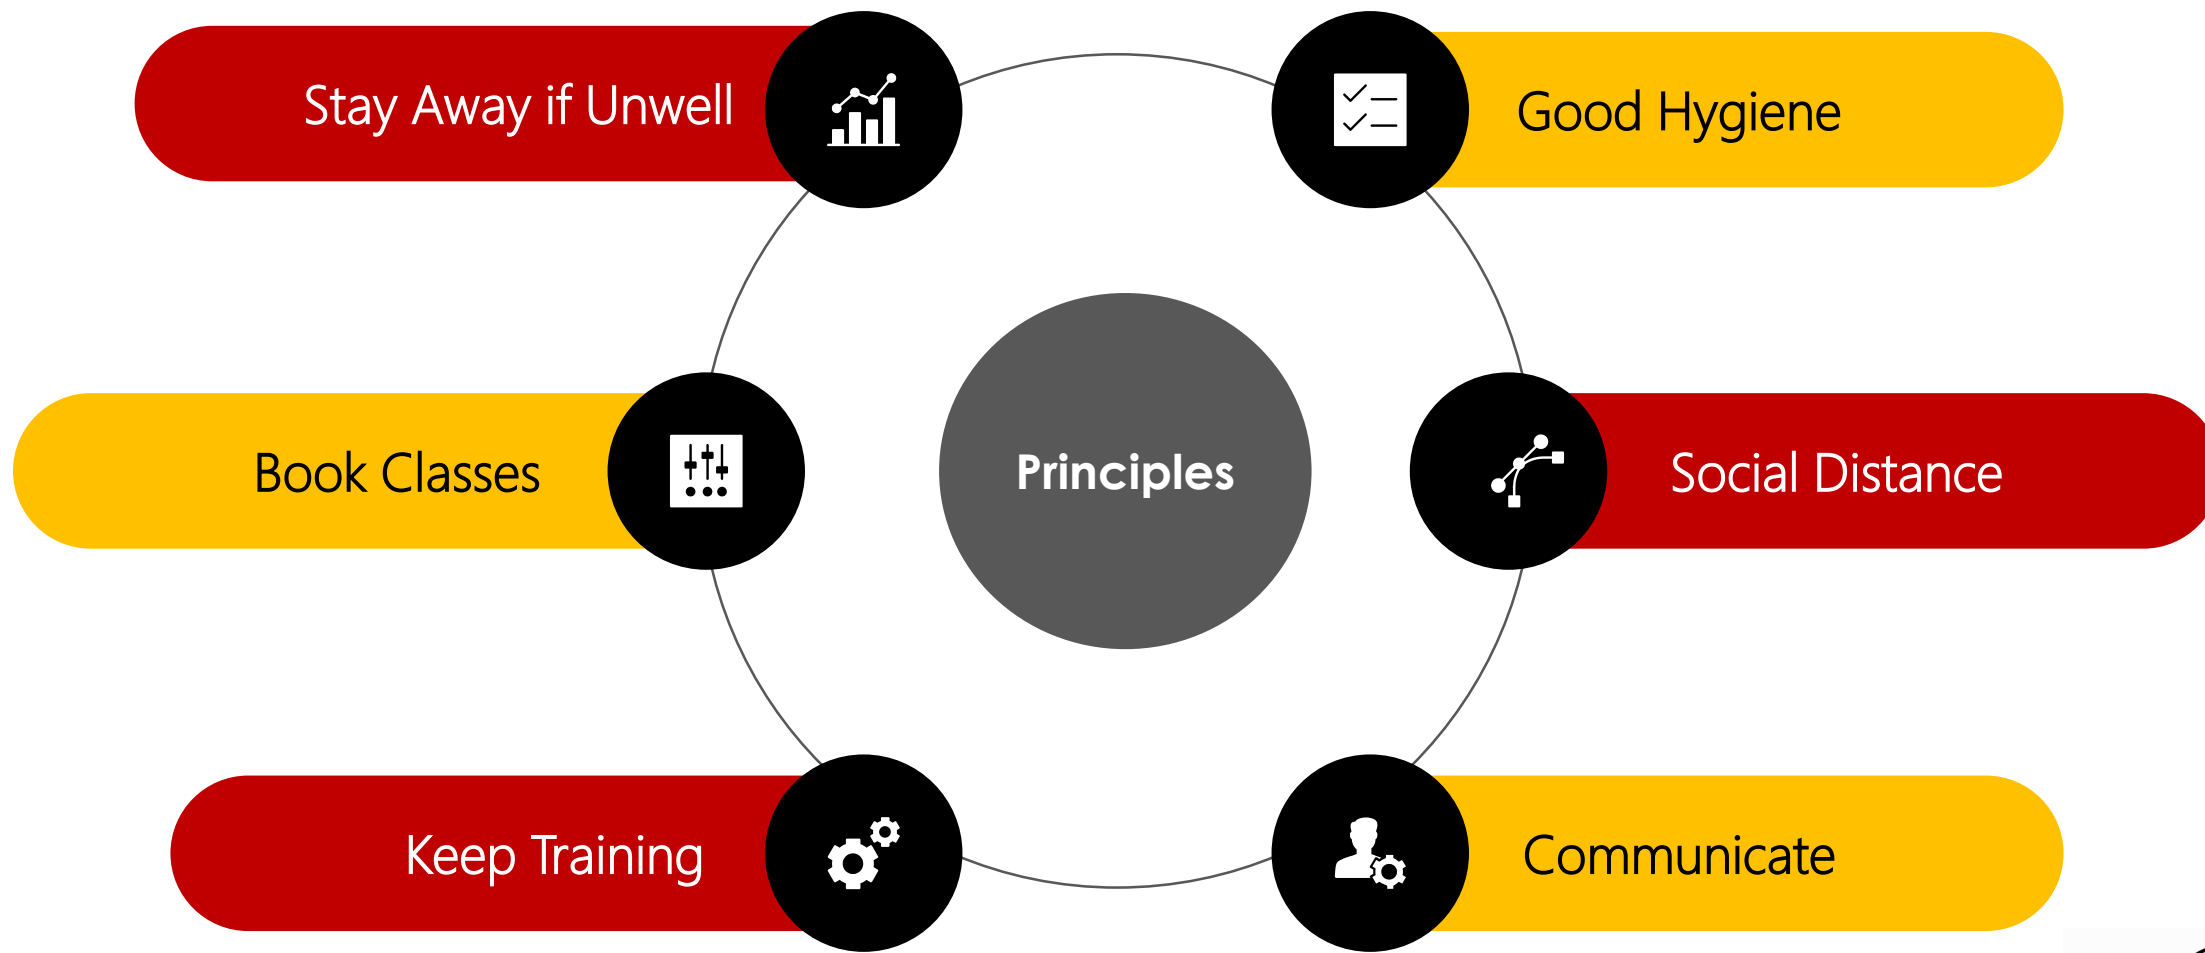 Stay Away if Unwell
Good Hygiene
Book Classes
Principles
Social Distance
Keep Training
Communicate